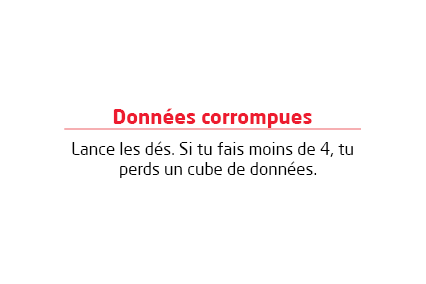 Données corrompues
Lance les dés. Si tu fais moins de 4, tu
perds un cube de données.